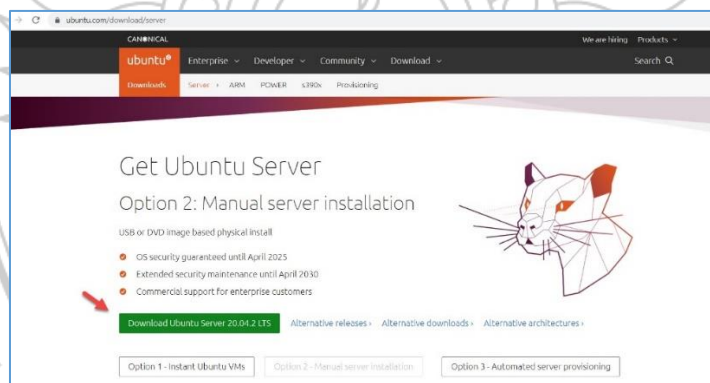 ubuntu.com/download/server
CANONICAL We are hiring Products
ubuntu® Enterprise Developer Community Download Search
Downloads Server › ARM POWER s390x Provisioning
Get Ubuntu Server
Option 2: Manual server installation
USB or DVD image based physical install
OS security guaranteed until April 2025
Extended security maintenance until April 2030
Commercial support for enterprise customers
Download Ubuntu Server 20.04.2 LTS Alternative releases › Alternative downloads › Alternative architectures ›
Option 1 - Instant Ubuntu VMs Option 2 - Manual server installation Option 3 - Automated server provisioning